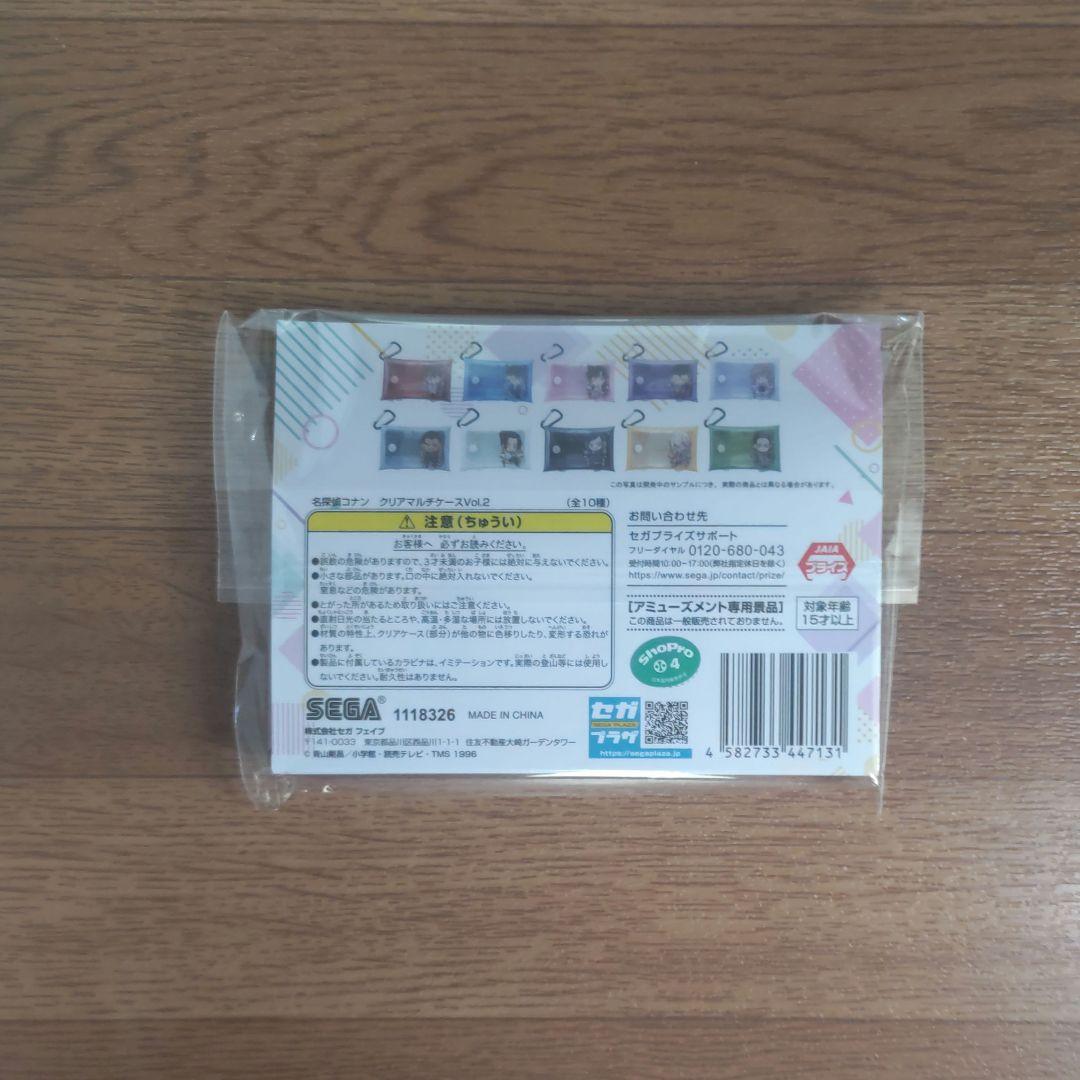 この写真は開発中のサンプルにつき、実際の商品とは異なる場合があります。
名探偵コナン クリアマルチケースVol.2 (全10種)
注意(ちゅうい)
お客様へ 必ずお読みください。
●誤飲の危険がありますので、3才未満のお子様には絶対に与えないでください。
●小さな部品があります。口の中に絶対入れないでください。
窒息などの危険があります。
●とがった所があるため取り扱いにはご注意ください。
●直射日光の当たるところや、高温・多湿な場所には放置しないでください。
●材質の特性上、クリアケース(部分)が他の物に色移りしたり、変形する恐れが
あります。
●製品に付属しているカラビナは、イミテーションです。実際の登山等には使用し
ないでください。耐久性はありません。
SEGA 1118326 MADE IN CHINA
株式会社セガ フェイブ
〒141-0033 東京都品川区西品川1-1-1 住友不動産大崎ガーデンタワー
© 青山剛昌/小学館・読売テレビ・TMS 1996
お問い合わせ先
セガプライズサポート
フリーダイヤル 0120-680-043
受付時間10:00~17:00(弊社指定休日を除く)
https://www.sega.jp/contact/prize/
JAIA
プライズ
【アミューズメント専用景品】
この商品は一般販売されておりません。
対象年齢
15才以上
ShoPro
4
セガ
SEGA PLAZA
プラザ
https://segaplaza.jp
4 582733 447131